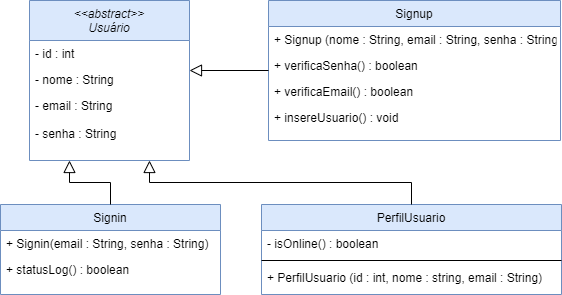 <<abstract>>
Usuário
- id : int
- nome : String
- email : String
- senha : String
Signup
+ Signup (nome : String, email : String, senha : String
+ verificaSenha() : boolean
+ verificaEmail() : boolean
+ insereUsuario() : void
Signin
+ Signin(email : String, senha : String)
+ statusLog() : boolean
PerfilUsuario
- isOnline() : boolean
+ PerfilUsuario (id : int, nome : string, email : String)